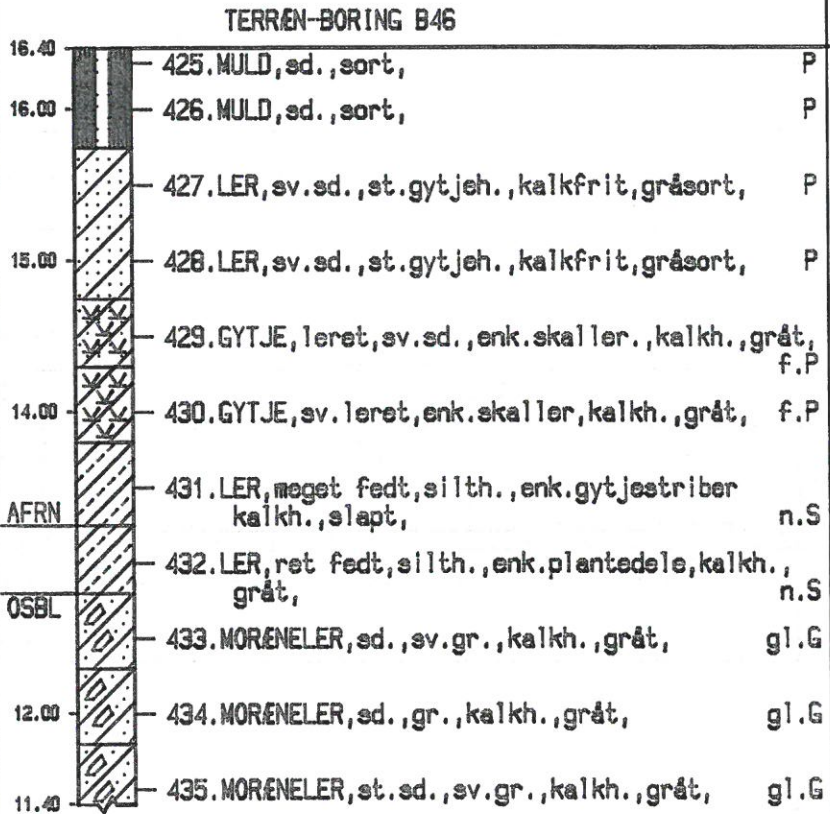 TERRÆN-BORING B46
16.40
425.MULD,sd.,sort, P
16.00 426.MULD,sd.,sort, P
427.LER,sv.sd.,st.gytjeh.,kalkfrit,gråsort, P
15.00 428.LER,sv.sd.,st.gytjeh.,kalkfrit,gråsort, P
429.GYTJE,leret,sv.sd.,enk.skaller.,kalkh.,gråt,
f.P
14.00 430.GYTJE,sv.leret,enk.skaller,kalkh.,gråt, f.P
431.LER,meget fedt,silth.,enk.gytjestriber
AFRN kalkh.,slapt, n.S
432.LER,ret fedt,silth.,enk.plantedele,kalkh.,
gråt, n.S
OSBL
433.MORÆNELER,sd.,sv.gr.,kalkh.,gråt, gl.G
12.00 434.MORÆNELER,sd.,gr.,kalkh.,gråt, gl.G
435.MORÆNELER,st.sd.,sv.gr.,kalkh.,gråt, gl.G
11.40